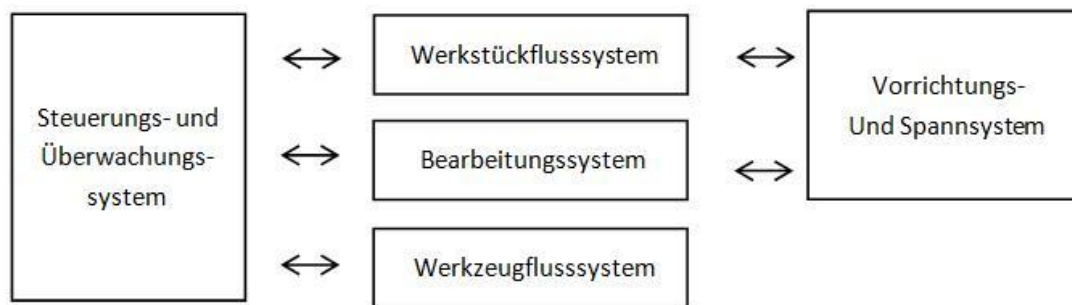 Steuerungs- und
Überwachungs-
system
Werkstückflusssystem
Bearbeitungssystem
Werkzeugflusssystem
Vorrichtungs-
Und Spannsystem